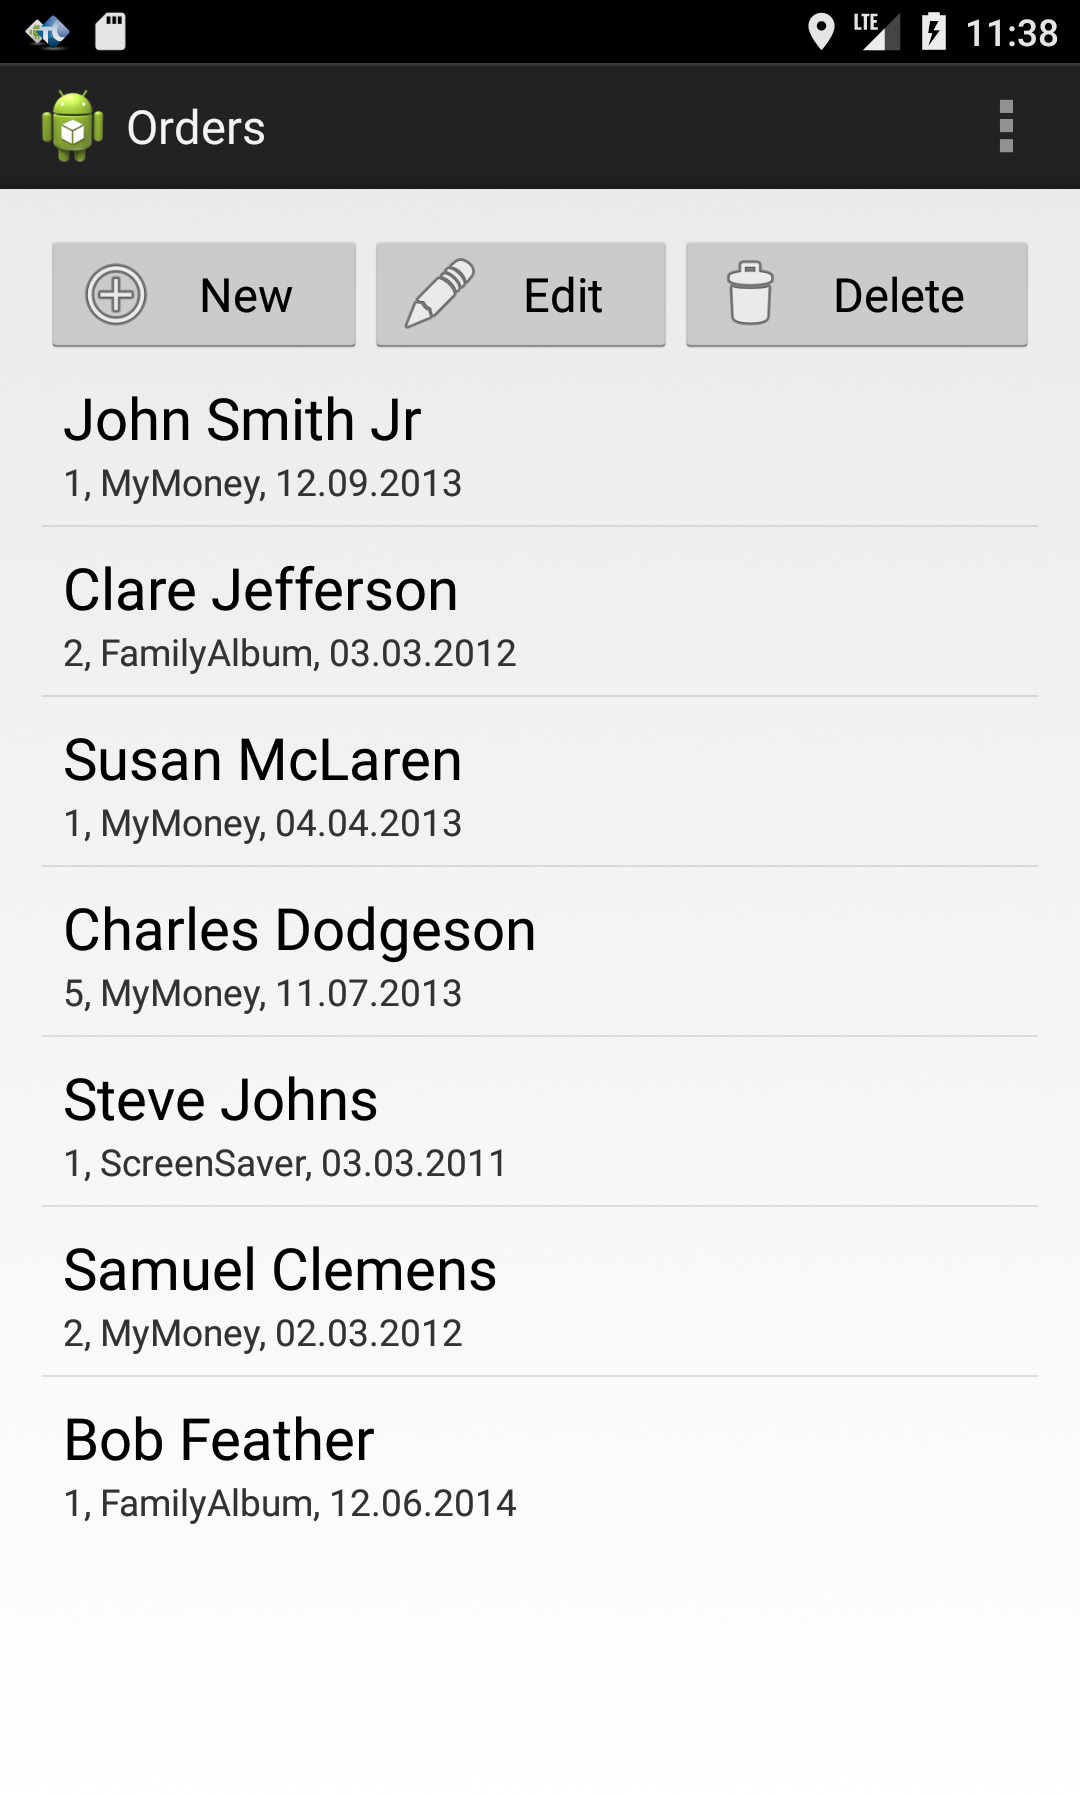 LTE 11:38
Orders
New Edit Delete
John Smith Jr
1, MyMoney, 12.09.2013
Clare Jefferson
2, FamilyAlbum, 03.03.2012
Susan McLaren
1, MyMoney, 04.04.2013
Charles Dodgeson
5, MyMoney, 11.07.2013
Steve Johns
1, ScreenSaver, 03.03.2011
Samuel Clemens
2, MyMoney, 02.03.2012
Bob Feather
1, FamilyAlbum, 12.06.2014